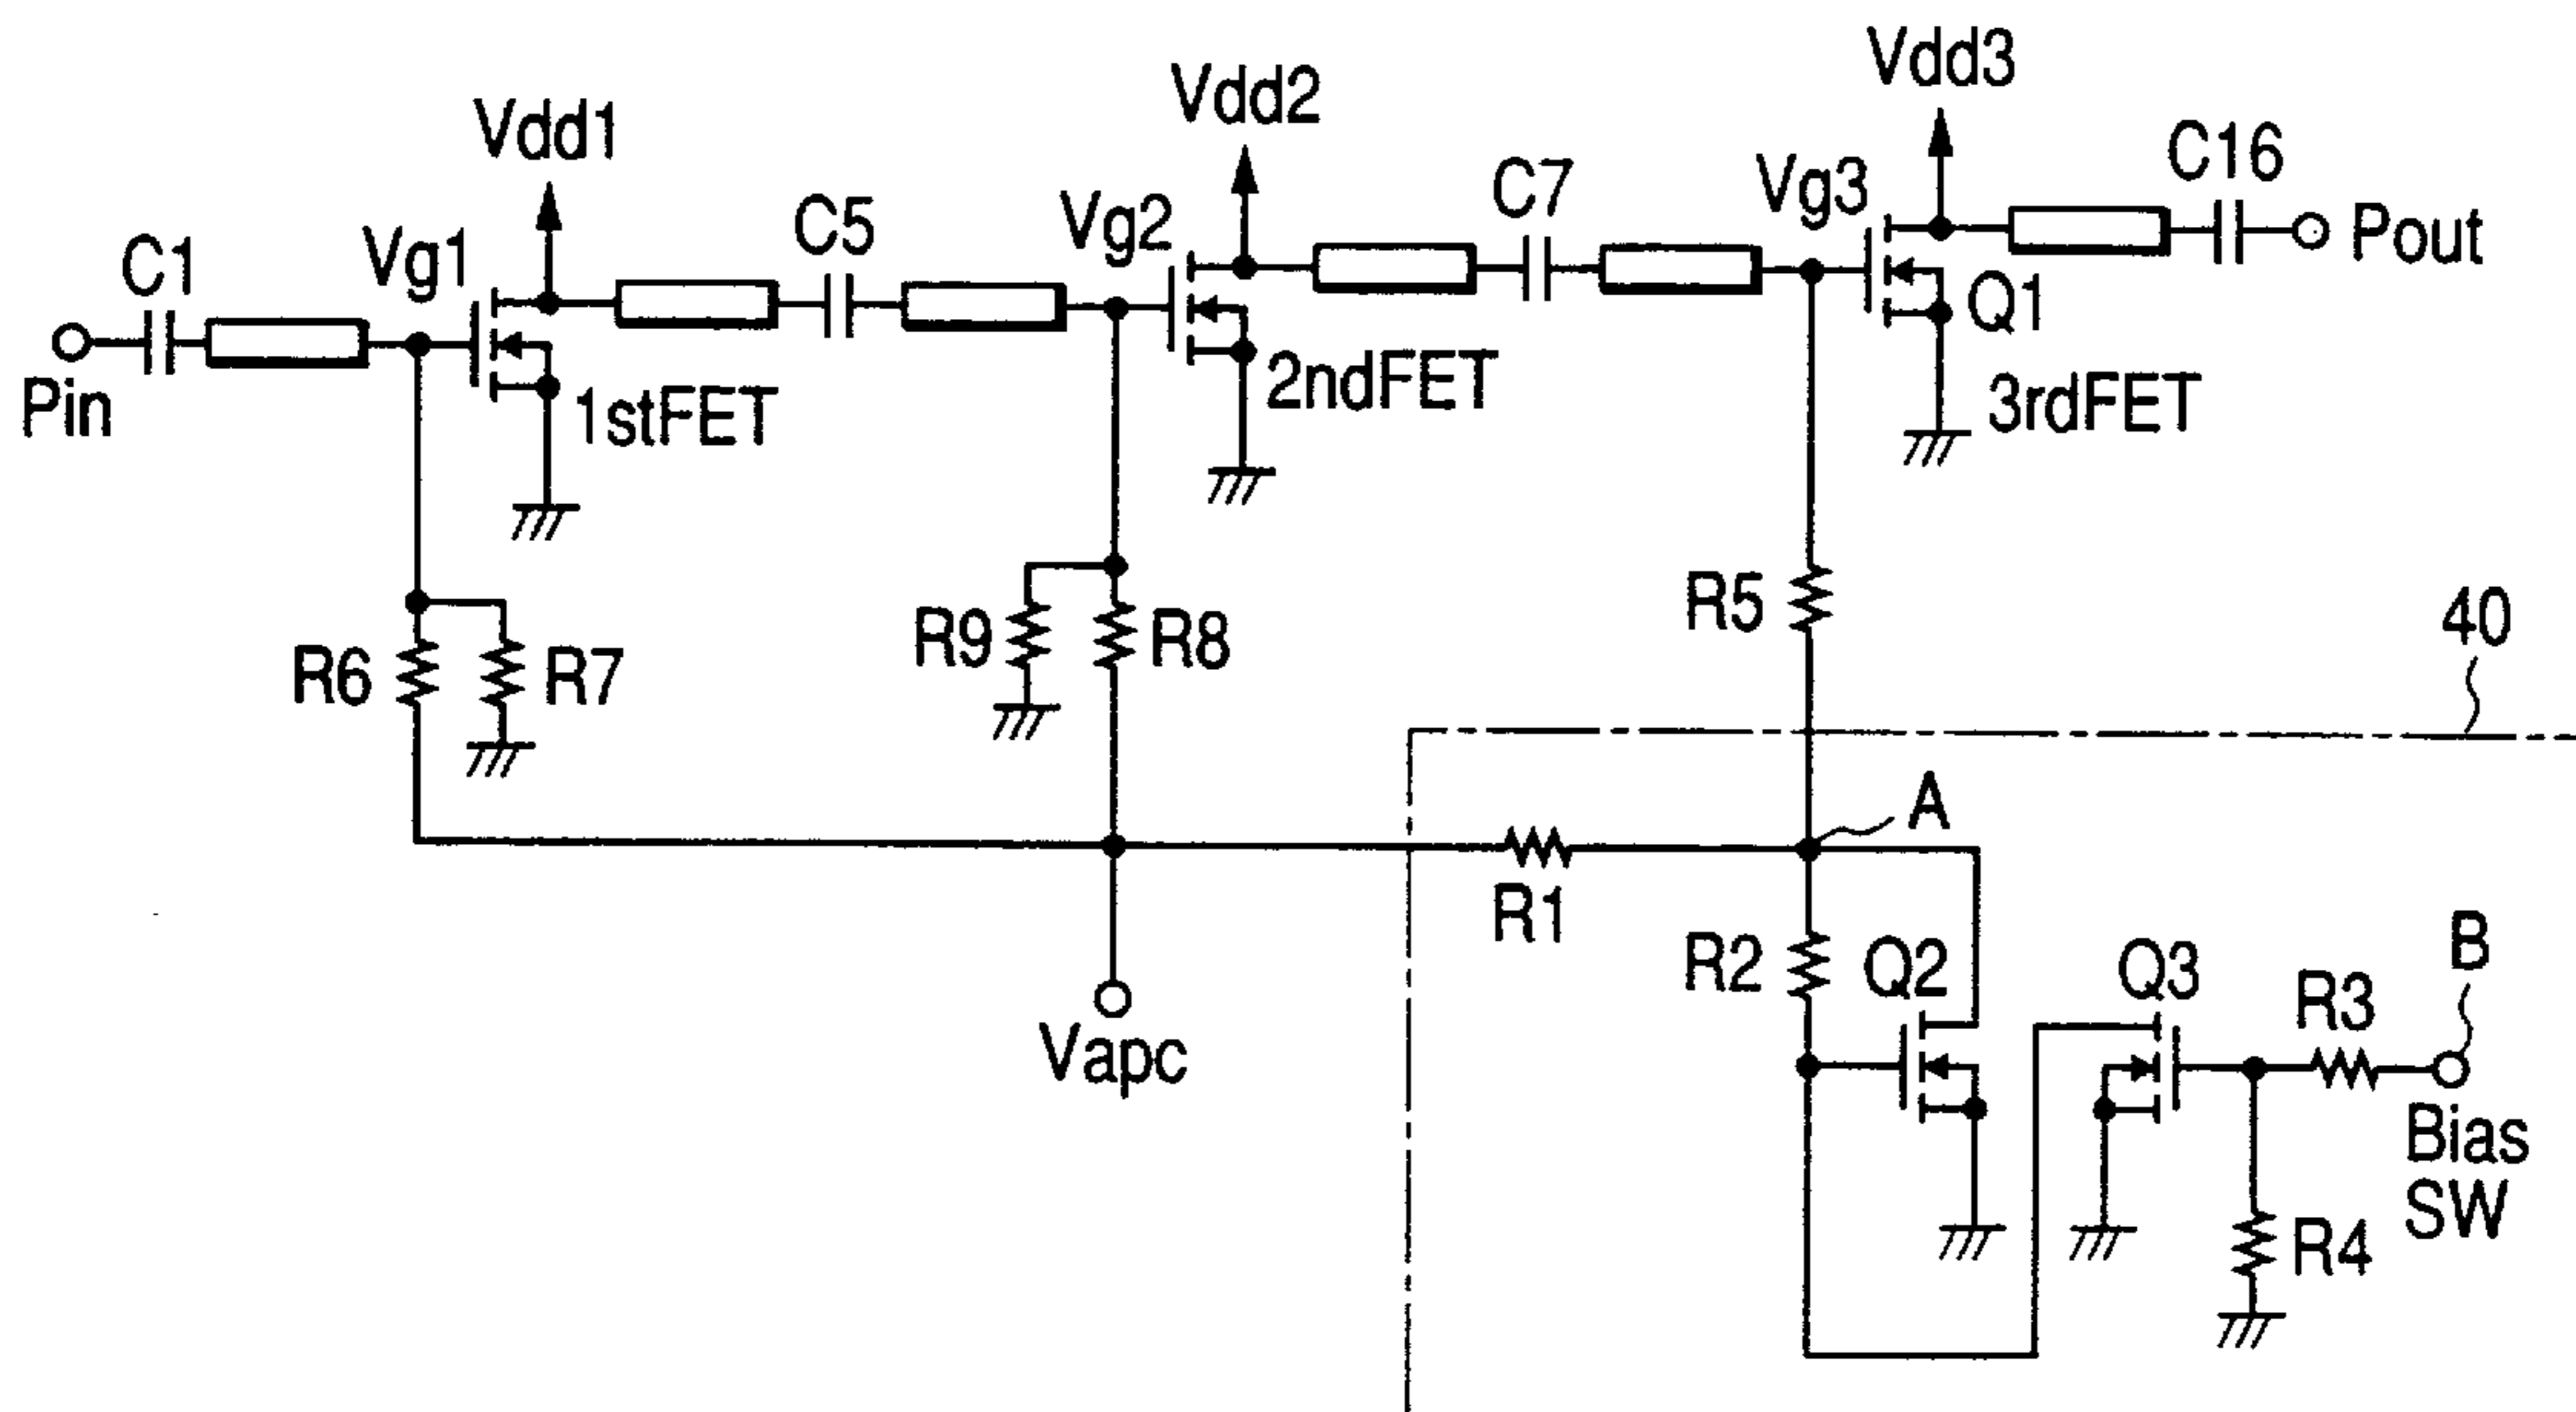 Vdd3
Vdd2
Vdd1
C16
C7
Vg3
C5
Vg2
Vg1
C1
Pout
Q1
Pin
1stFET
2ndFET
3rdFET
R5
40
R9
R8
R6
R7
A
R1
R2
Q2
Q3
R3
B
Vapc
Bias
SW
R4